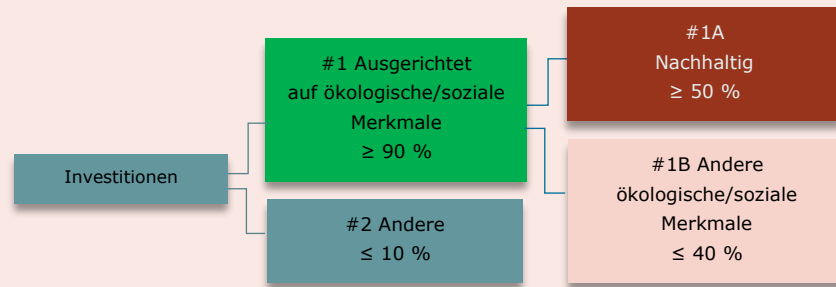 Investitionen
#1 Ausgerichtet
auf ökologische/soziale
Merkmale
≥ 90 %
#2 Andere
≤ 10 %
#1A
Nachhaltig
≥ 50 %
#1B Andere
ökologische/soziale
Merkmale
≤ 40 %